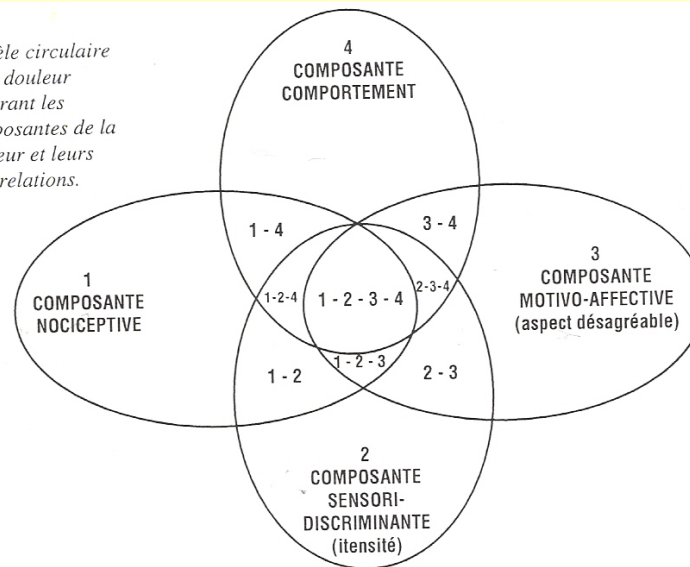 èle circulaire
douleur
rant les
posantes de la
eur et leurs
relations.
4
COMPOSANTE
COMPORTEMENT
1 - 4
3 - 4
1
COMPOSANTE
NOCICEPTIVE
1-2-4
1 - 2 - 3 - 4
2-3-4
3
COMPOSANTE
MOTIVO-AFFECTIVE
(aspect désagréable)
1 - 2
1 - 2 - 3
2 - 3
2
COMPOSANTE
SENSORI-
DISCRIMINANTE
(itensité)